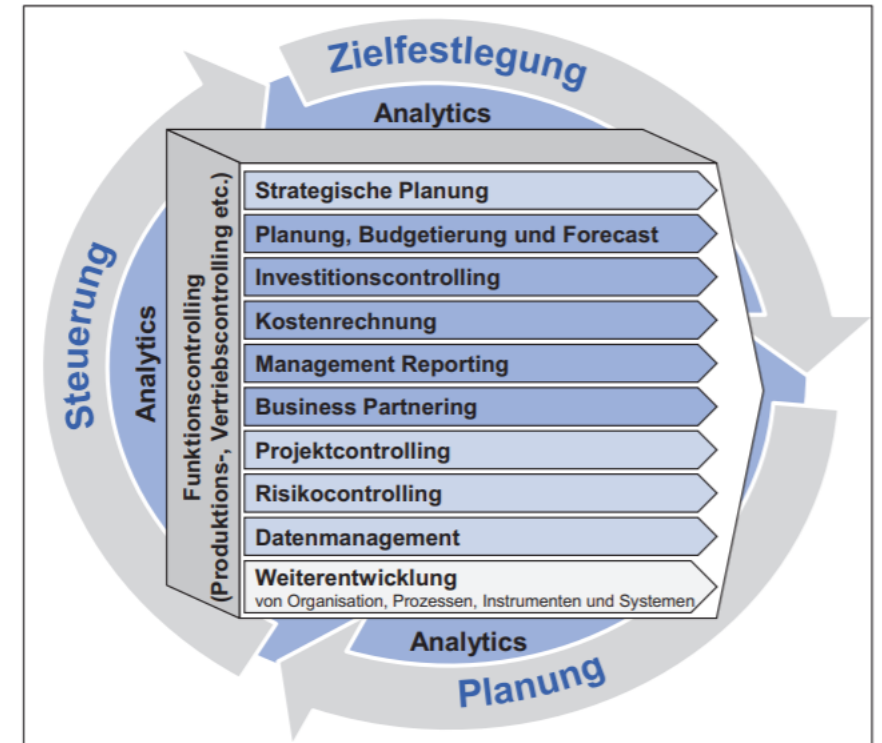 Zielfestlegung
Analytics
Steuerung
Analytics
Funktionscontrolling
(Produktions-, Vertriebscontrolling etc.)
Strategische Planung
Planung, Budgetierung und Forecast
Investitionscontrolling
Kostenrechnung
Management Reporting
Business Partnering
Projektcontrolling
Risikocontrolling
Datenmanagement
Weiterentwicklung
von Organisation, Prozessen, Instrumenten und Systemen
Analytics
Planung